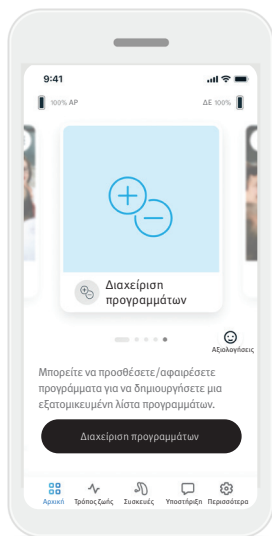 9:41
100% ΑΡ
ΔΕ 100%
Διαχείριση
προγραμμάτων
Αξιολογήσεις
Μπορείτε να προσθέσετε/αφαιρέσετε
προγράμματα για να δημιουργήσετε μια
εξατομικευμένη λίστα προγραμμάτων.
Διαχείριση προγραμμάτων
Αρχική Τρόπος ζωής Συσκευές Υποστήριξη Περισσότερα